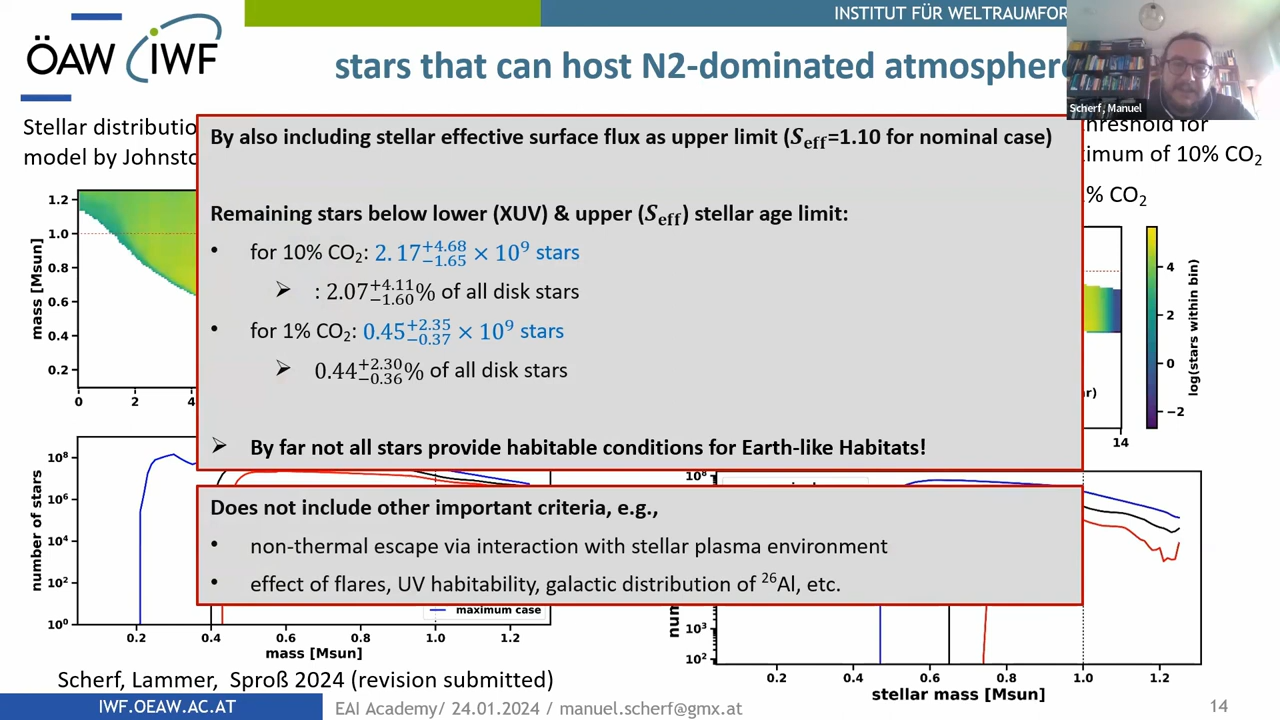 INSTITUT FÜR WELTRAUMFOR
ÖAW IWF
stars that can host N2-dominated atmosphere
Scherf, Manuel
Stellar distributio
model by Johnsto
threshold for
imum of 10% CO₂
% CO₂
By also including stellar effective surface flux as upper limit (S_eff=1.10 for nominal case)
Remaining stars below lower (XUV) & upper (S_eff) stellar age limit:
• for 10% CO₂: 2.17^{+4.68}_{−1.65} × 10⁹ stars
➢ : 2.07^{+4.11}_{−1.60}% of all disk stars
• for 1% CO₂: 0.45^{+2.35}_{−0.37} × 10⁹ stars
➢ 0.44^{+2.30}_{−0.36}% of all disk stars
➢ By far not all stars provide habitable conditions for Earth-like Habitats!
Does not include other important criteria, e.g.,
• non-thermal escape via interaction with stellar plasma environment
• effect of flares, UV habitability, galactic distribution of ²⁶Al, etc.
mass [Msun]
1.2
1.0
0.8
0.6
0.4
0.2
0 2 4
r)
14
4
2
0
−2
log(stars within bin)
number of stars
10⁸
10⁶
10⁴
10²
10⁰
maximum case
0.2 0.4 0.6 0.8 1.0 1.2
mass [Msun]
num
10⁸
10³
10²
0.2 0.4 0.6 0.8 1.0 1.2
stellar mass [Msun]
Scherf, Lammer, Sproß 2024 (revision submitted)
IWF.OEAW.AC.AT
EAI Academy/ 24.01.2024 / manuel.scherf@gmx.at
14